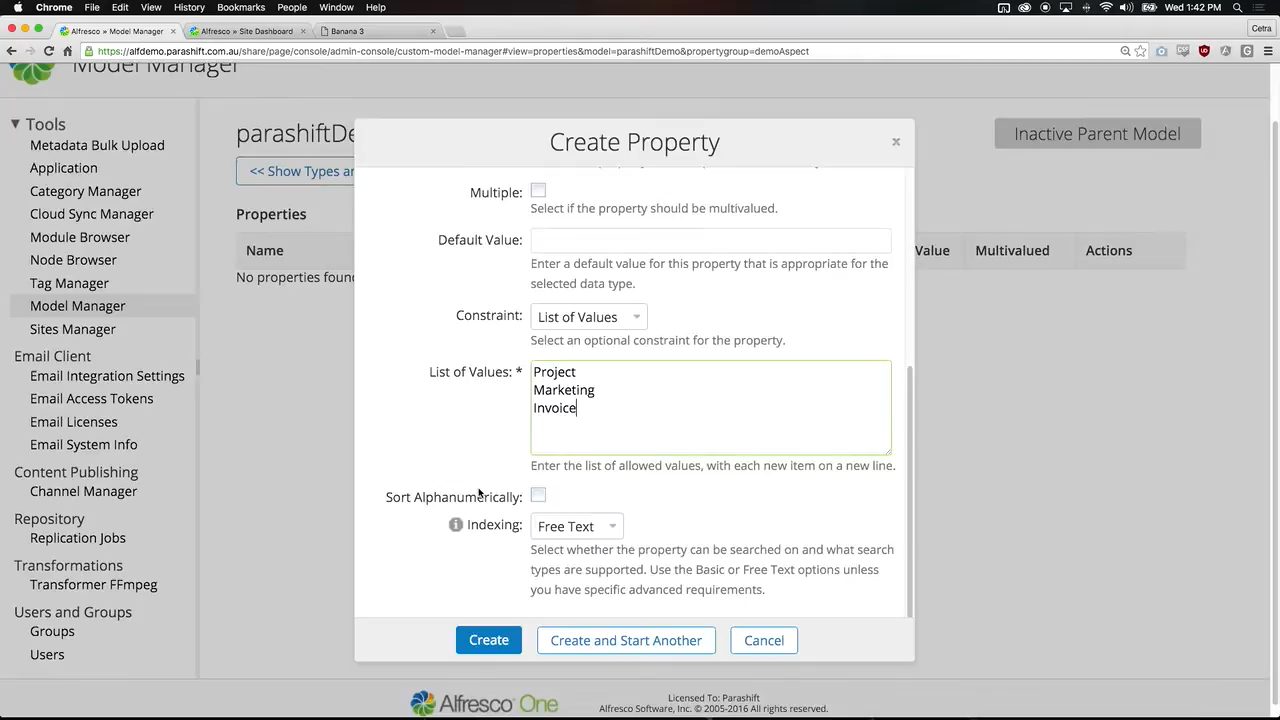 Chrome File Edit View History Bookmarks People Window Help Wed 1:42 PM
Alfresco » Model Manager × Alfresco » Site Dashboard × Banana 3 × Cetra
https://alfdemo.parashift.com.au/share/page/console/admin-console/custom-model-manager#view=properties&model=parashiftDemo&propertygroup=demoAspect
Model Manager
Tools
Metadata Bulk Upload
Application
Category Manager
Cloud Sync Manager
Module Browser
Node Browser
Tag Manager
Model Manager
Sites Manager
Email Client
Email Integration Settings
Email Access Tokens
Email Licenses
Email System Info
Content Publishing
Channel Manager
Repository
Replication Jobs
Transformations
Transformer FFmpeg
Users and Groups
Groups
Users
parashiftDe
Inactive Parent Model
<< Show Types an
Properties
Name Value Multivalued Actions
No properties found
Create Property
×
Multiple:
Select if the property should be multivalued.
Default Value:
Enter a default value for this property that is appropriate for the
selected data type.
Constraint: List of Values
Select an optional constraint for the property.
List of Values: * Project
Marketing
Invoice
Enter the list of allowed values, with each new item on a new line.
Sort Alphanumerically:
Indexing: Free Text
Select whether the property can be searched on and what search
types are supported. Use the Basic or Free Text options unless
you have specific advanced requirements.
Create Create and Start Another Cancel
Alfresco One
Licensed To: Parashift
Alfresco Software, Inc. © 2005-2016 All rights reserved.